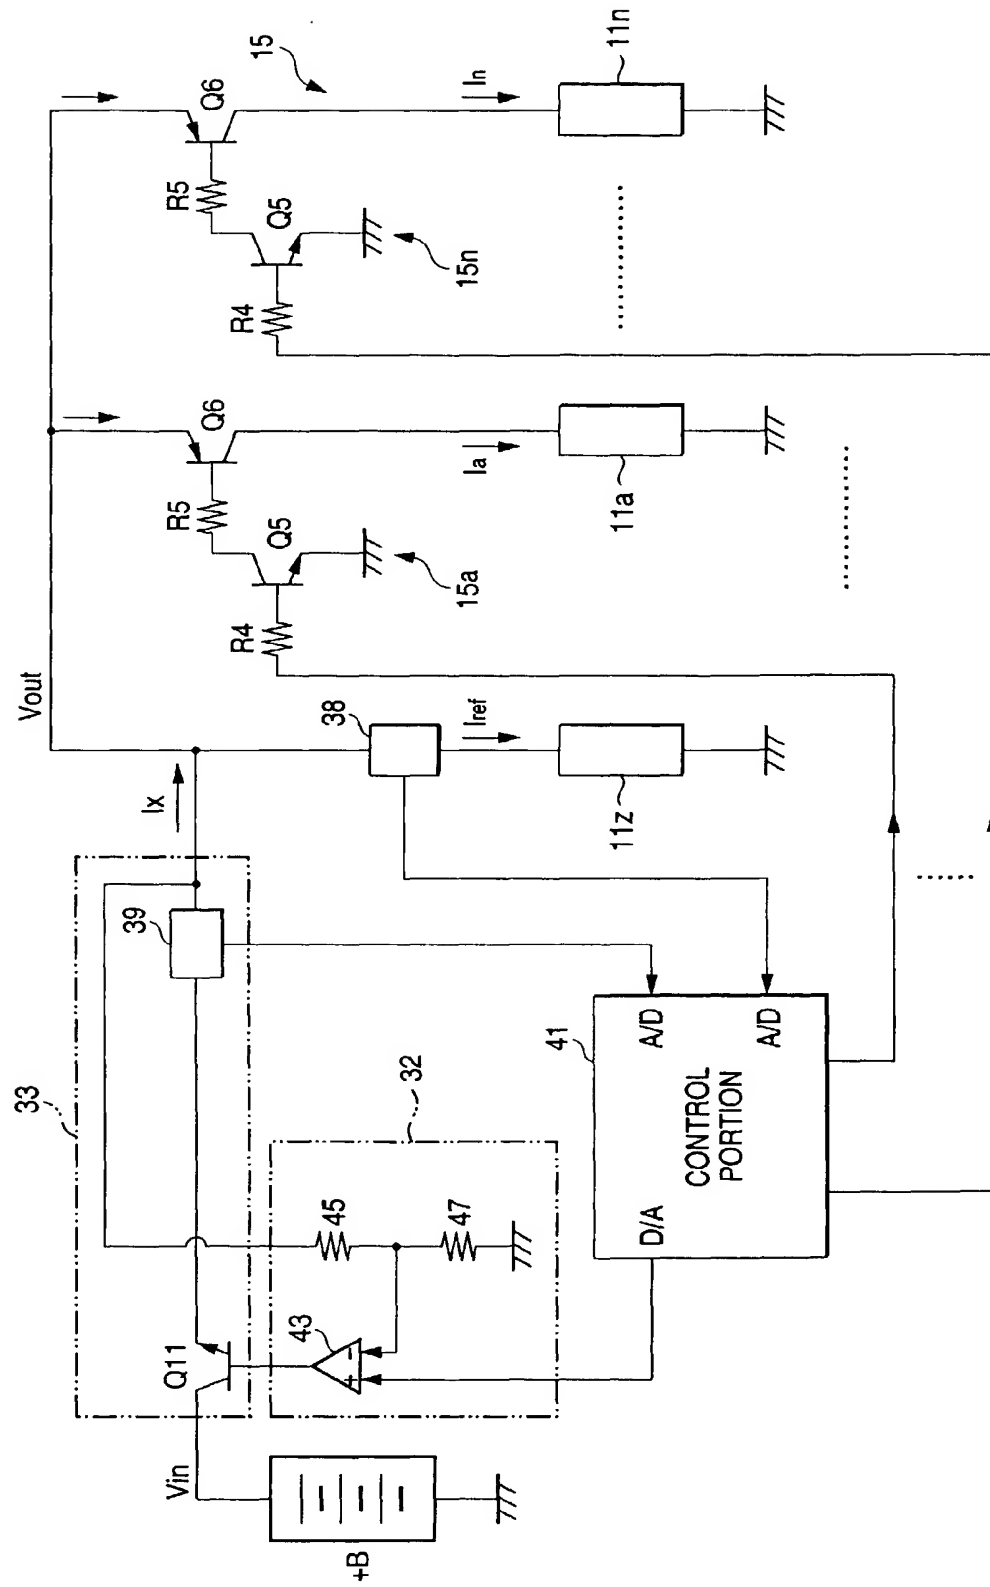 +B
Vin
Q11
33
39
Ix
Vout
43
+
−
45
47
32
D/A
CONTROL
PORTION
41
A/D
A/D
38
Iref
11z
R4
Q5
R5
Q6
15a
Ia
11a
R4
Q5
R5
Q6
15n
15
In
11n